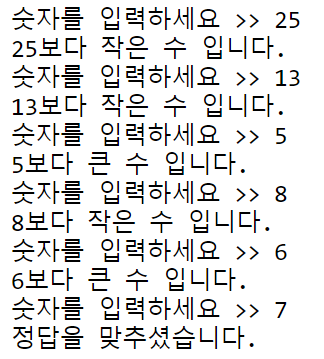 숫자를 입력하세요 >> 25
25보다 작은 수 입니다.
숫자를 입력하세요 >> 13
13보다 작은 수 입니다.
숫자를 입력하세요 >> 5
5보다 큰 수 입니다.
숫자를 입력하세요 >> 8
8보다 작은 수 입니다.
숫자를 입력하세요 >> 6
6보다 큰 수 입니다.
숫자를 입력하세요 >> 7
정답을 맞추셨습니다.